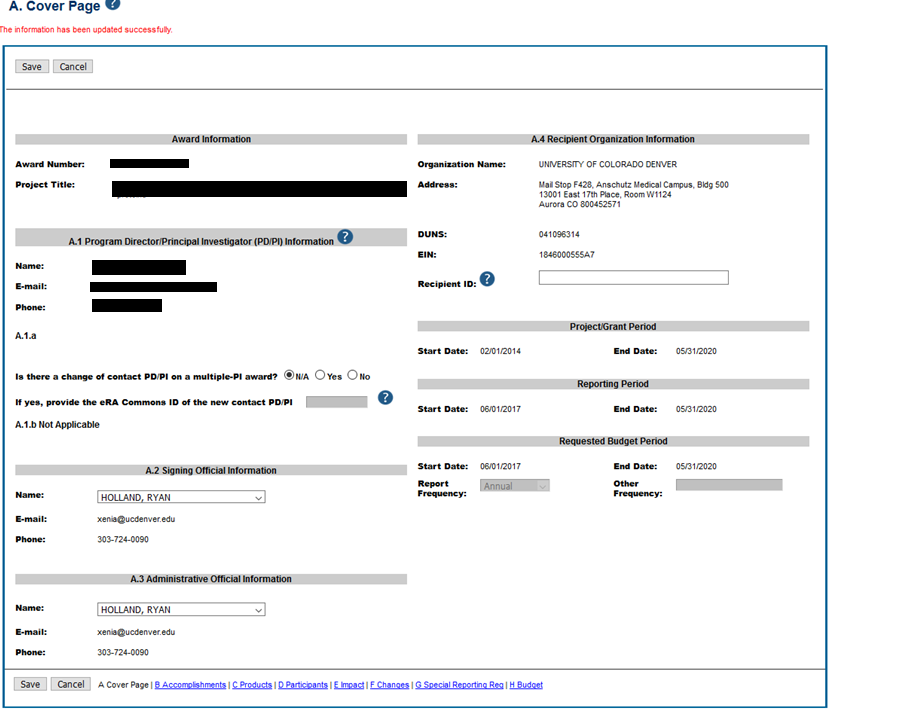 A. Cover Page ?
The information has been updated successfully.
Save Cancel
Award Information
Award Number:
Project Title:
A.1 Program Director/Principal Investigator (PD/PI) Information ?
Name:
E-mail:
Phone:
A.1.a
Is there a change of contact PD/PI on a multiple-PI award? N/A Yes No
If yes, provide the eRA Commons ID of the new contact PD/PI ?
A.1.b Not Applicable
A.2 Signing Official Information
Name: HOLLAND, RYAN
E-mail: xenia@ucdenver.edu
Phone: 303-724-0090
A.3 Administrative Official Information
Name: HOLLAND, RYAN
E-mail: xenia@ucdenver.edu
Phone: 303-724-0090
A.4 Recipient Organization Information
Organization Name: UNIVERSITY OF COLORADO DENVER
Address: Mail Stop F428, Anschutz Medical Campus, Bldg 500
13001 East 17th Place, Room W1124
Aurora CO 800452571
DUNS: 041096314
EIN: 1846000555A7
Recipient ID: ?
Project/Grant Period
Start Date: 02/01/2014 End Date: 05/31/2020
Reporting Period
Start Date: 06/01/2017 End Date: 05/31/2020
Requested Budget Period
Start Date: 06/01/2017 End Date: 05/31/2020
Report Frequency: Annual Other Frequency:
Save Cancel A Cover Page | B Accomplishments | C Products | D Participants | E Impact | F Changes | G Special Reporting Req | H Budget